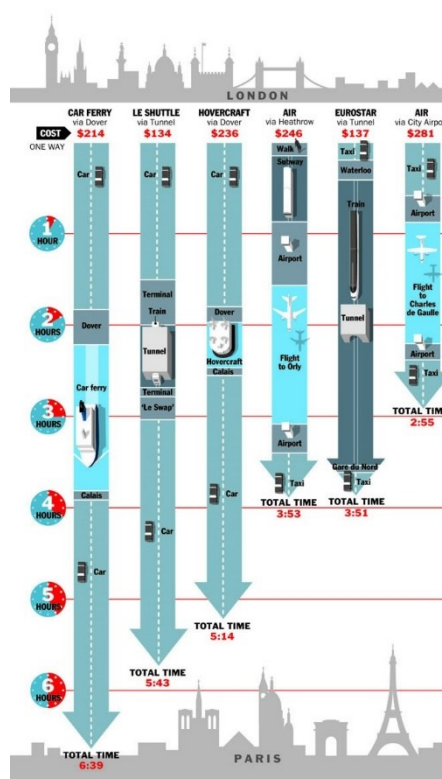 LONDON
CAR FERRY
via Dover
$214
LE SHUTTLE
via Tunnel
$134
HOVERCRAFT
via Dover
$236
AIR
via Heathrow
$246
EUROSTAR
via Tunnel
$137
AIR
via City Airpo
$281
COST
ONE WAY
1
HOUR
2
HOURS
3
HOURS
4
HOURS
5
HOURS
6
HOURS
Car
Dover
Car ferry
Calais
Car
TOTAL TIME
6:39
Car
Terminal
Train
Tunnel
Terminal
'Le Swap'
Car
TOTAL TIME
5:43
Car
Dover
Hovercraft
Calais
Car
TOTAL TIME
5:14
Walk
Subway
Airport
Flight
to Orly
Airport
Taxi
TOTAL TIME
3:53
Taxi
Waterloo
Train
Tunnel
Gare du Nord
Taxi
TOTAL TIME
3:51
Taxi
Airport
Flight to
Charles
de Gaulle
Airport
Taxi
TOTAL TIME
2:55
PARIS